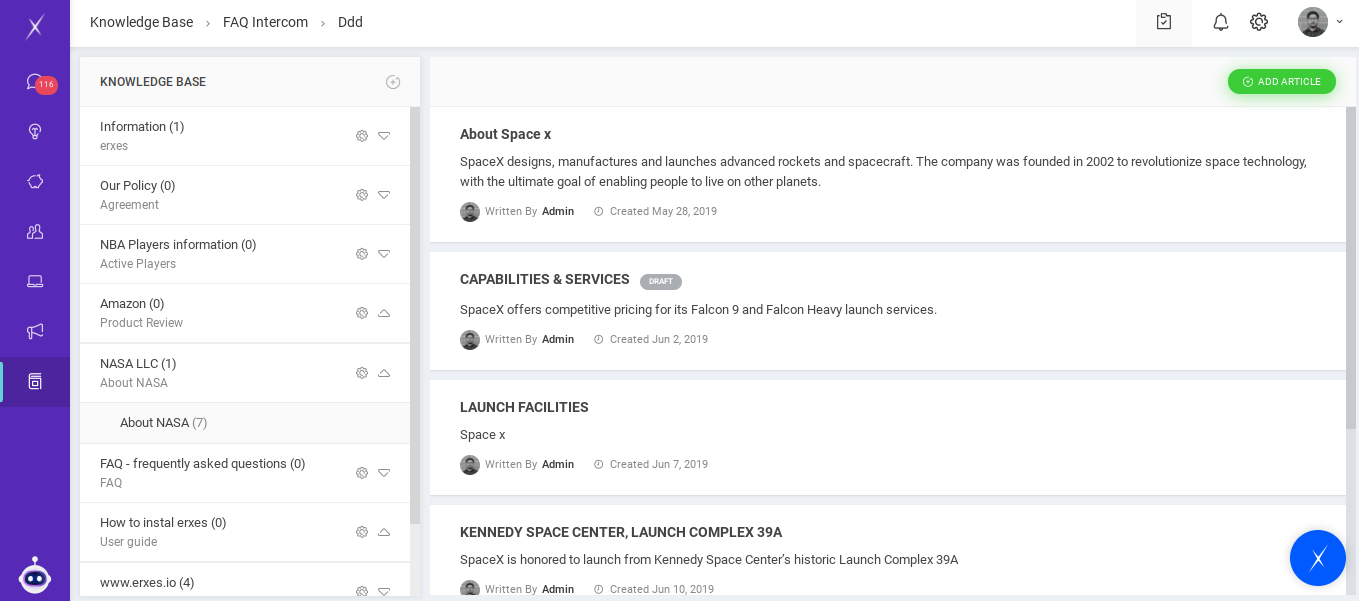 Knowledge Base › FAQ Intercom › Ddd
116
KNOWLEDGE BASE
Information (1)
erxes
Our Policy (0)
Agreement
NBA Players information (0)
Active Players
Amazon (0)
Product Review
NASA LLC (1)
About NASA
About NASA (7)
FAQ - frequently asked questions (0)
FAQ
How to instal erxes (0)
User guide
www.erxes.io (4)
ADD ARTICLE
About Space x
SpaceX designs, manufactures and launches advanced rockets and spacecraft. The company was founded in 2002 to revolutionize space technology,
with the ultimate goal of enabling people to live on other planets.
Written By Admin Created May 28, 2019
CAPABILITIES & SERVICES DRAFT
SpaceX offers competitive pricing for its Falcon 9 and Falcon Heavy launch services.
Written By Admin Created Jun 2, 2019
LAUNCH FACILITIES
Space x
Written By Admin Created Jun 7, 2019
KENNEDY SPACE CENTER, LAUNCH COMPLEX 39A
SpaceX is honored to launch from Kennedy Space Center's historic Launch Complex 39A
Written By Admin Created Jun 10, 2019